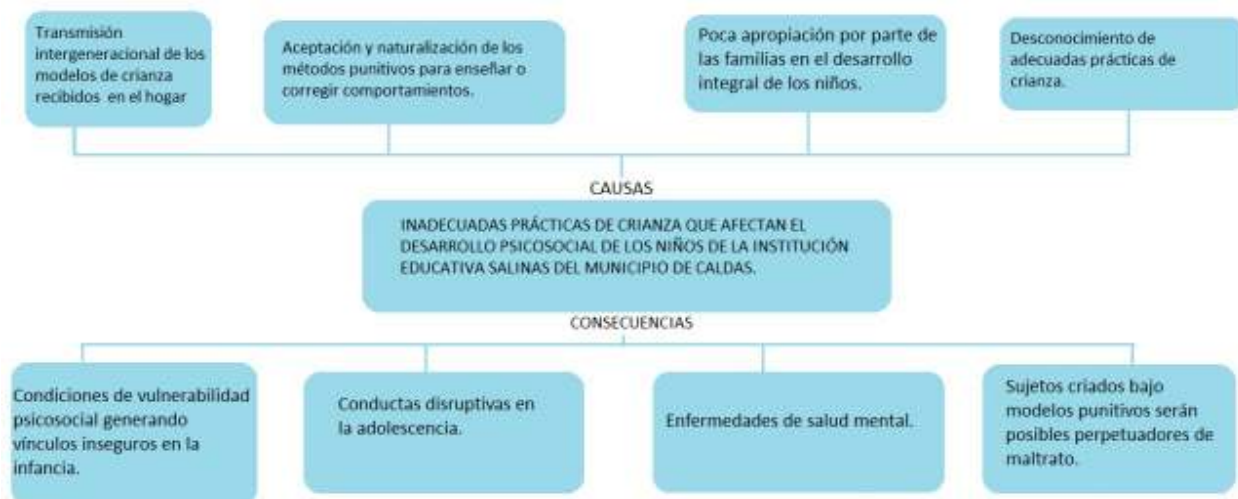 Transmisión
intergeneracional de los
modelos de crianza
recibidos en el hogar
Aceptación y naturalización de los
métodos punitivos para enseñar o
corregir comportamientos.
Poca apropiación por parte de
las familias en el desarrollo
integral de los niños.
Desconocimiento de
adecuadas prácticas de
crianza.
CAUSAS
INADECUADAS PRÁCTICAS DE CRIANZA QUE AFECTAN EL
DESARROLLO PSICOSOCIAL DE LOS NIÑOS DE LA INSTITUCIÓN
EDUCATIVA SALINAS DEL MUNICIPIO DE CALDAS.
CONSECUENCIAS
Condiciones de vulnerabilidad
psicosocial generando
vínculos inseguros en la
infancia.
Conductas disruptivas en
la adolescencia.
Enfermedades de salud mental.
Sujetos criados bajo
modelos punitivos serán
posibles perpetuadores de
maltrato.